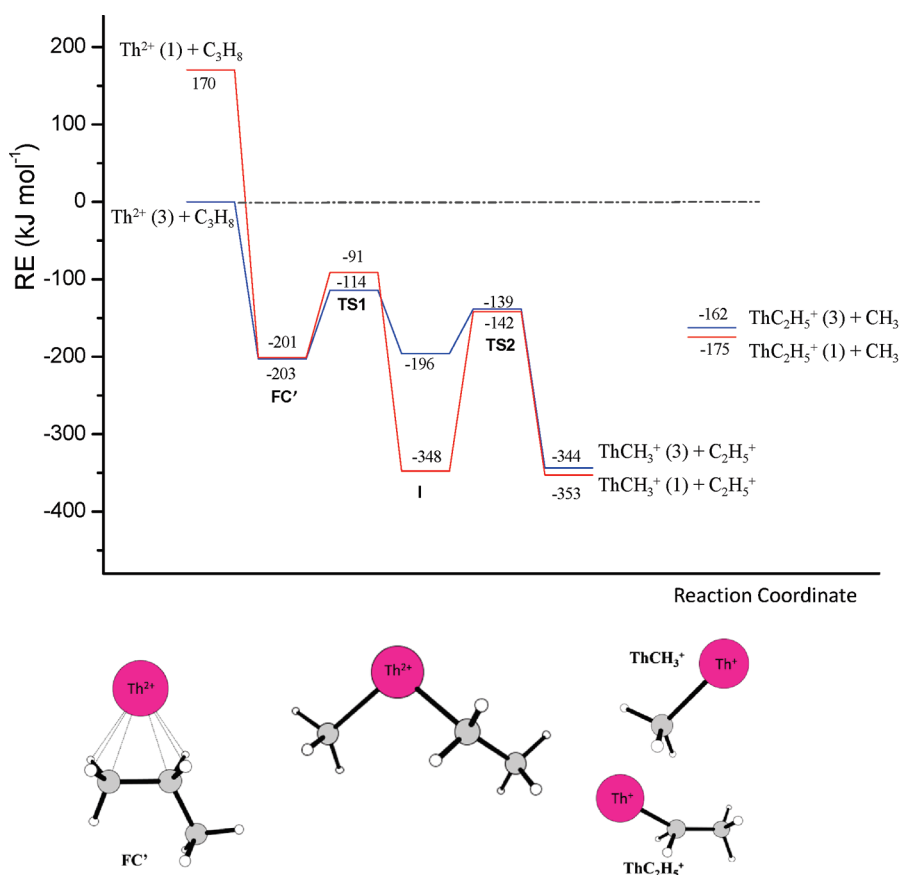 200
100
0
-100
-200
-300
-400
RE (kJ mol⁻¹)
Th²⁺ (1) + C₃H₈
170
Th²⁺ (3) + C₃H₈
-201
-203
FC’
-91
-114
TS1
-196
-348
I
-139
-142
TS2
-344
-353
ThCH₃⁺ (3) + C₂H₅⁺
ThCH₃⁺ (1) + C₂H₅⁺
-162
-175
ThC₂H₅⁺ (3) + CH₃
ThC₂H₅⁺ (1) + CH₃
Reaction Coordinate
Th²⁺
FC’
Th²⁺
ThCH₃⁺
Th⁺
Th⁺
ThC₂H₅⁺